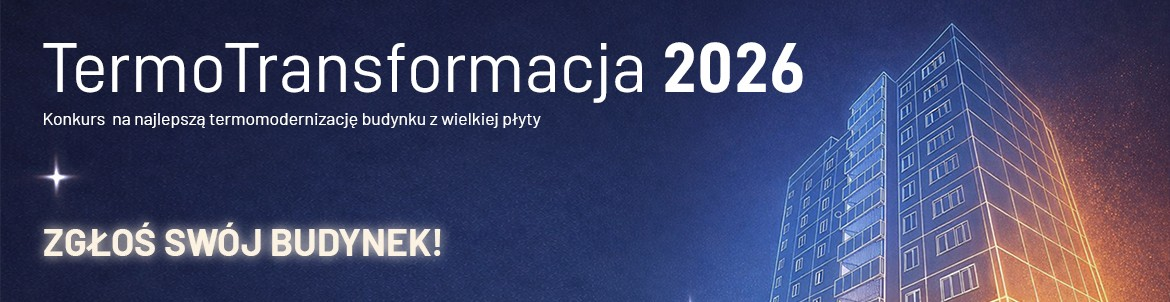 TermoTransformacja 2026
Konkurs na najlepszą termomodernizację budynku z wielkiej płyty
ZGŁOŚ SWÓJ BUDYNEK!